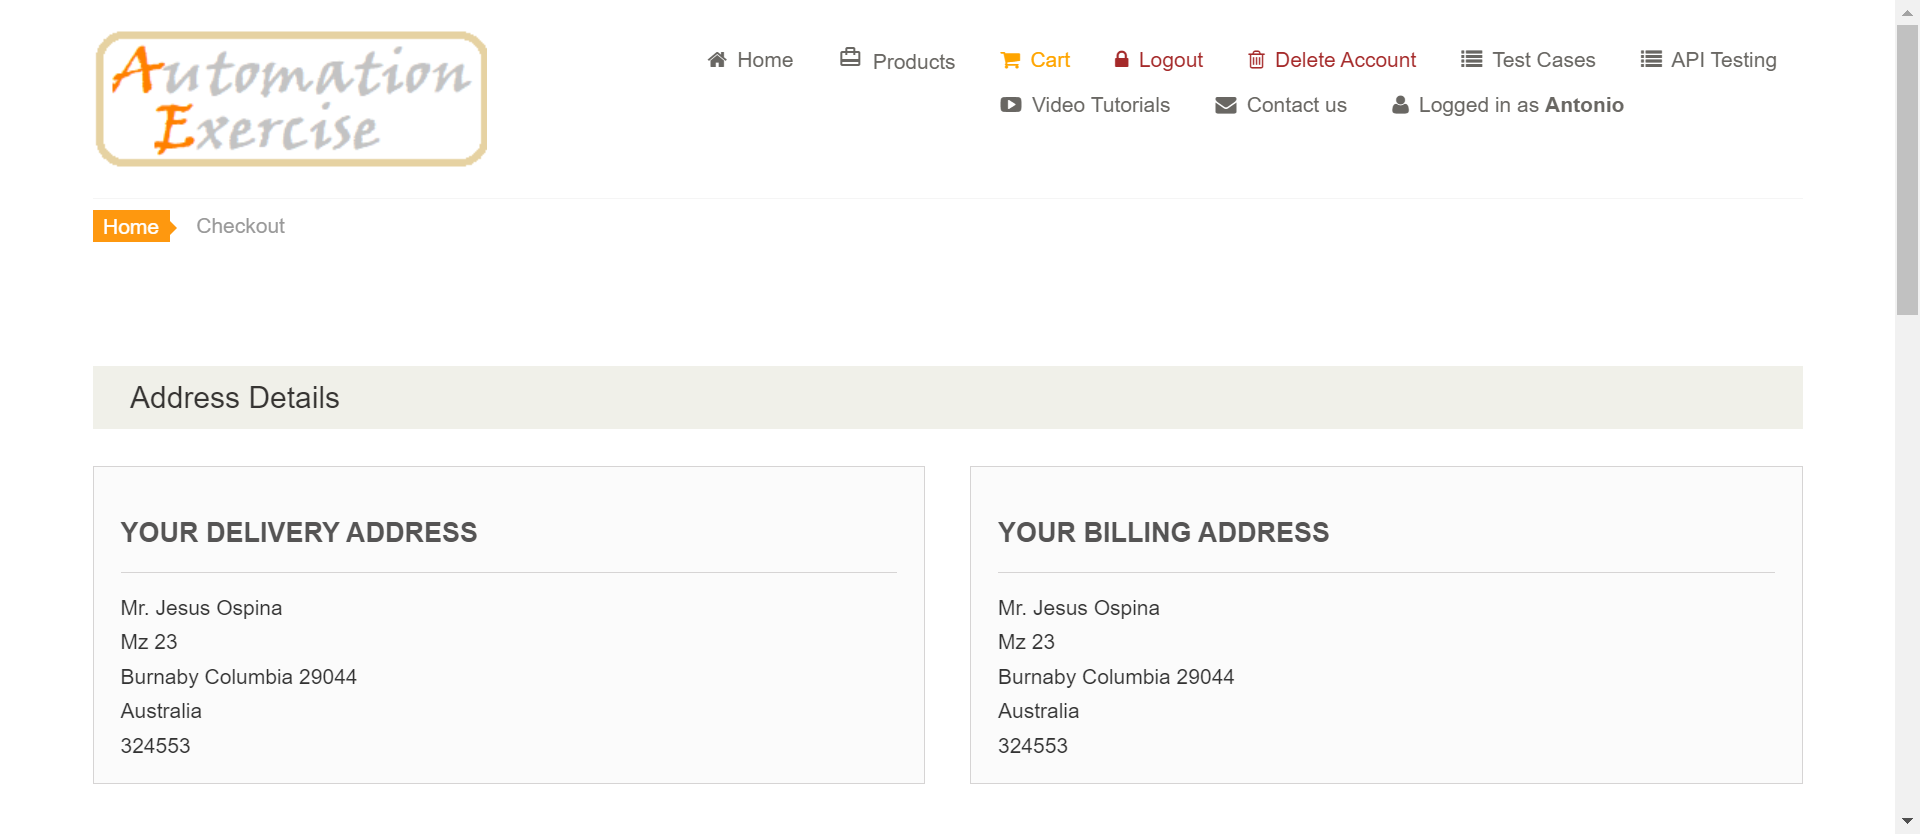 Automation
Exercise
Home Products Cart Logout Delete Account Test Cases API Testing
Video Tutorials Contact us Logged in as Antonio
Home Checkout
Address Details
YOUR DELIVERY ADDRESS
Mr. Jesus Ospina
Mz 23
Burnaby Columbia 29044
Australia
324553
YOUR BILLING ADDRESS
Mr. Jesus Ospina
Mz 23
Burnaby Columbia 29044
Australia
324553